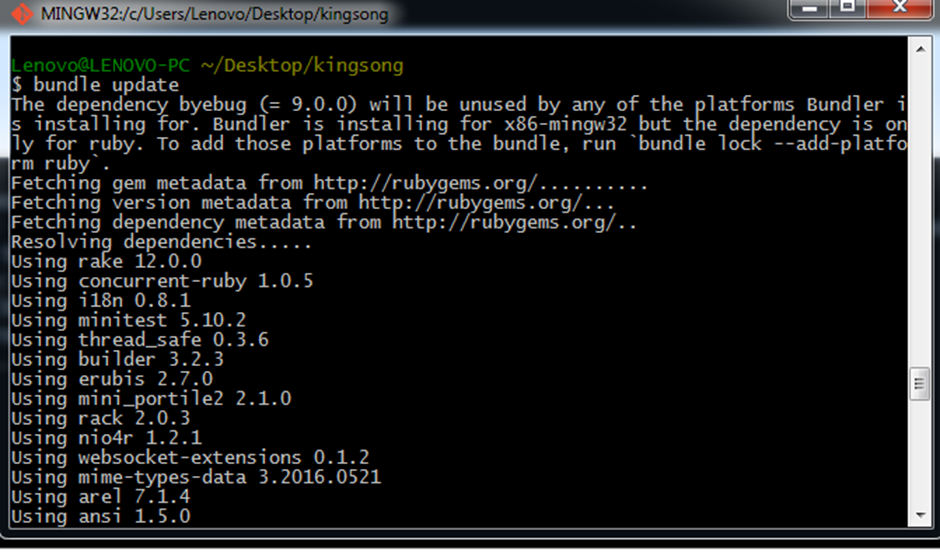 MINGW32:/c/Users/Lenovo/Desktop/kingsong
Lenovo@LENOVO-PC ~/Desktop/kingsong
$ bundle update
The dependency byebug (= 9.0.0) will be unused by any of the platforms Bundler i
s installing for. Bundler is installing for x86-mingw32 but the dependency is on
ly for ruby. To add those platforms to the bundle, run `bundle lock --add-platfo
rm ruby`.
Fetching gem metadata from http://rubygems.org/..........
Fetching version metadata from http://rubygems.org/...
Fetching dependency metadata from http://rubygems.org/..
Resolving dependencies.....
Using rake 12.0.0
Using concurrent-ruby 1.0.5
Using i18n 0.8.1
Using minitest 5.10.2
Using thread_safe 0.3.6
Using builder 3.2.3
Using erubis 2.7.0
Using mini_portile2 2.1.0
Using rack 2.0.3
Using nio4r 1.2.1
Using websocket-extensions 0.1.2
Using mime-types-data 3.2016.0521
Using arel 7.1.4
Using ansi 1.5.0